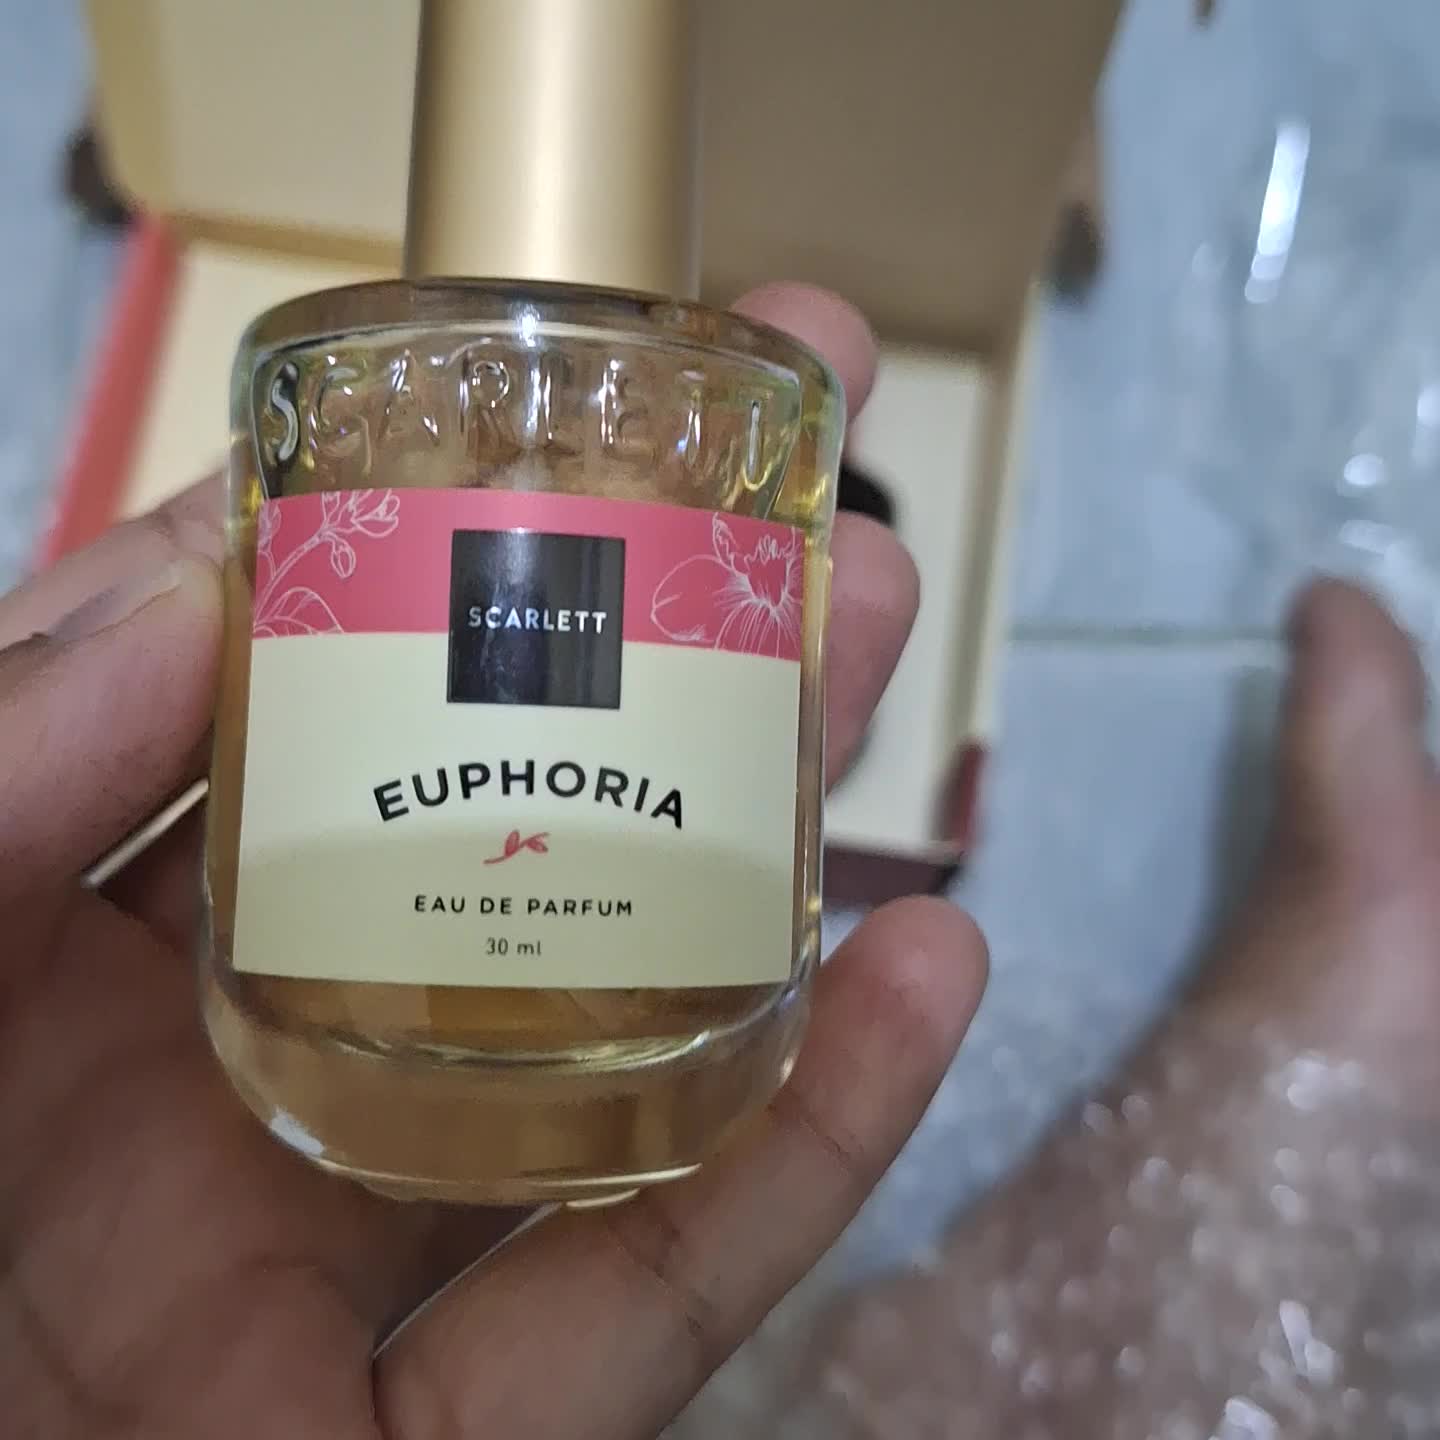 SCARLETT
SCARLETT
EUPHORIA
EAU DE PARFUM
30 ml